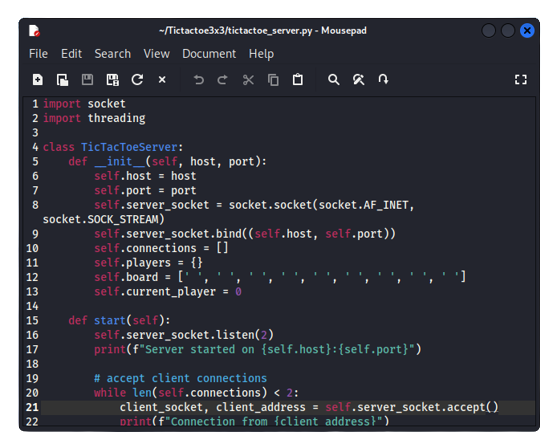 ~/Tictactoe3x3/tictactoe_server.py - Mousepad
File Edit Search View Document Help
1 import socket
2 import threading
3
4 class TicTacToeServer:
5     def __init__(self, host, port):
6         self.host = host
7         self.port = port
8         self.server_socket = socket.socket(socket.AF_INET,
socket.SOCK_STREAM)
9         self.server_socket.bind((self.host, self.port))
10         self.connections = []
11         self.players = {}
12         self.board = [' ', ' ', ' ', ' ', ' ', ' ', ' ', ' ', ' ']
13         self.current_player = 0
14
15     def start(self):
16         self.server_socket.listen(2)
17         print(f"Server started on {self.host}:{self.port}")
18
19         # accept client connections
20         while len(self.connections) < 2:
21             client_socket, client_address = self.server_socket.accept()
22             print(f"Connection from {client_address}")